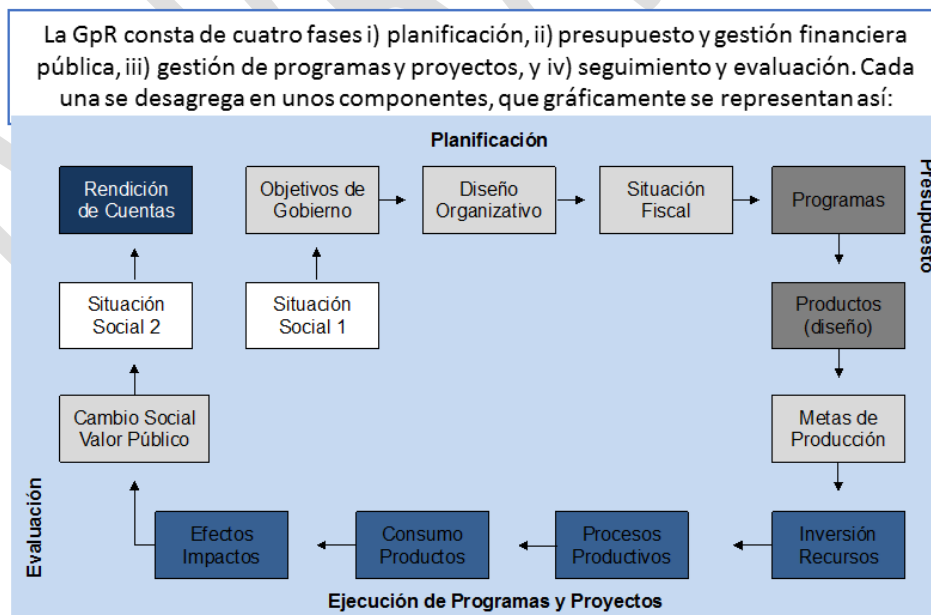 La GpR consta de cuatro fases i) planificación, ii) presupuesto y gestión financiera
pública, iii) gestión de programas y proyectos, y iv) seguimiento y evaluación. Cada
una se desagrega en unos componentes, que gráficamente se representan así:
Planificación
Rendición
de Cuentas
Objetivos de
Gobierno
Diseño
Organizativo
Situación
Fiscal
Programas
Presupuesto
Situación
Social 2
Situación
Social 1
Productos
(diseño)
Cambio Social
Valor Público
Metas de
Producción
Evaluación
Efectos
Impactos
Consumo
Productos
Procesos
Productivos
Inversión
Recursos
Ejecución de Programas y Proyectos